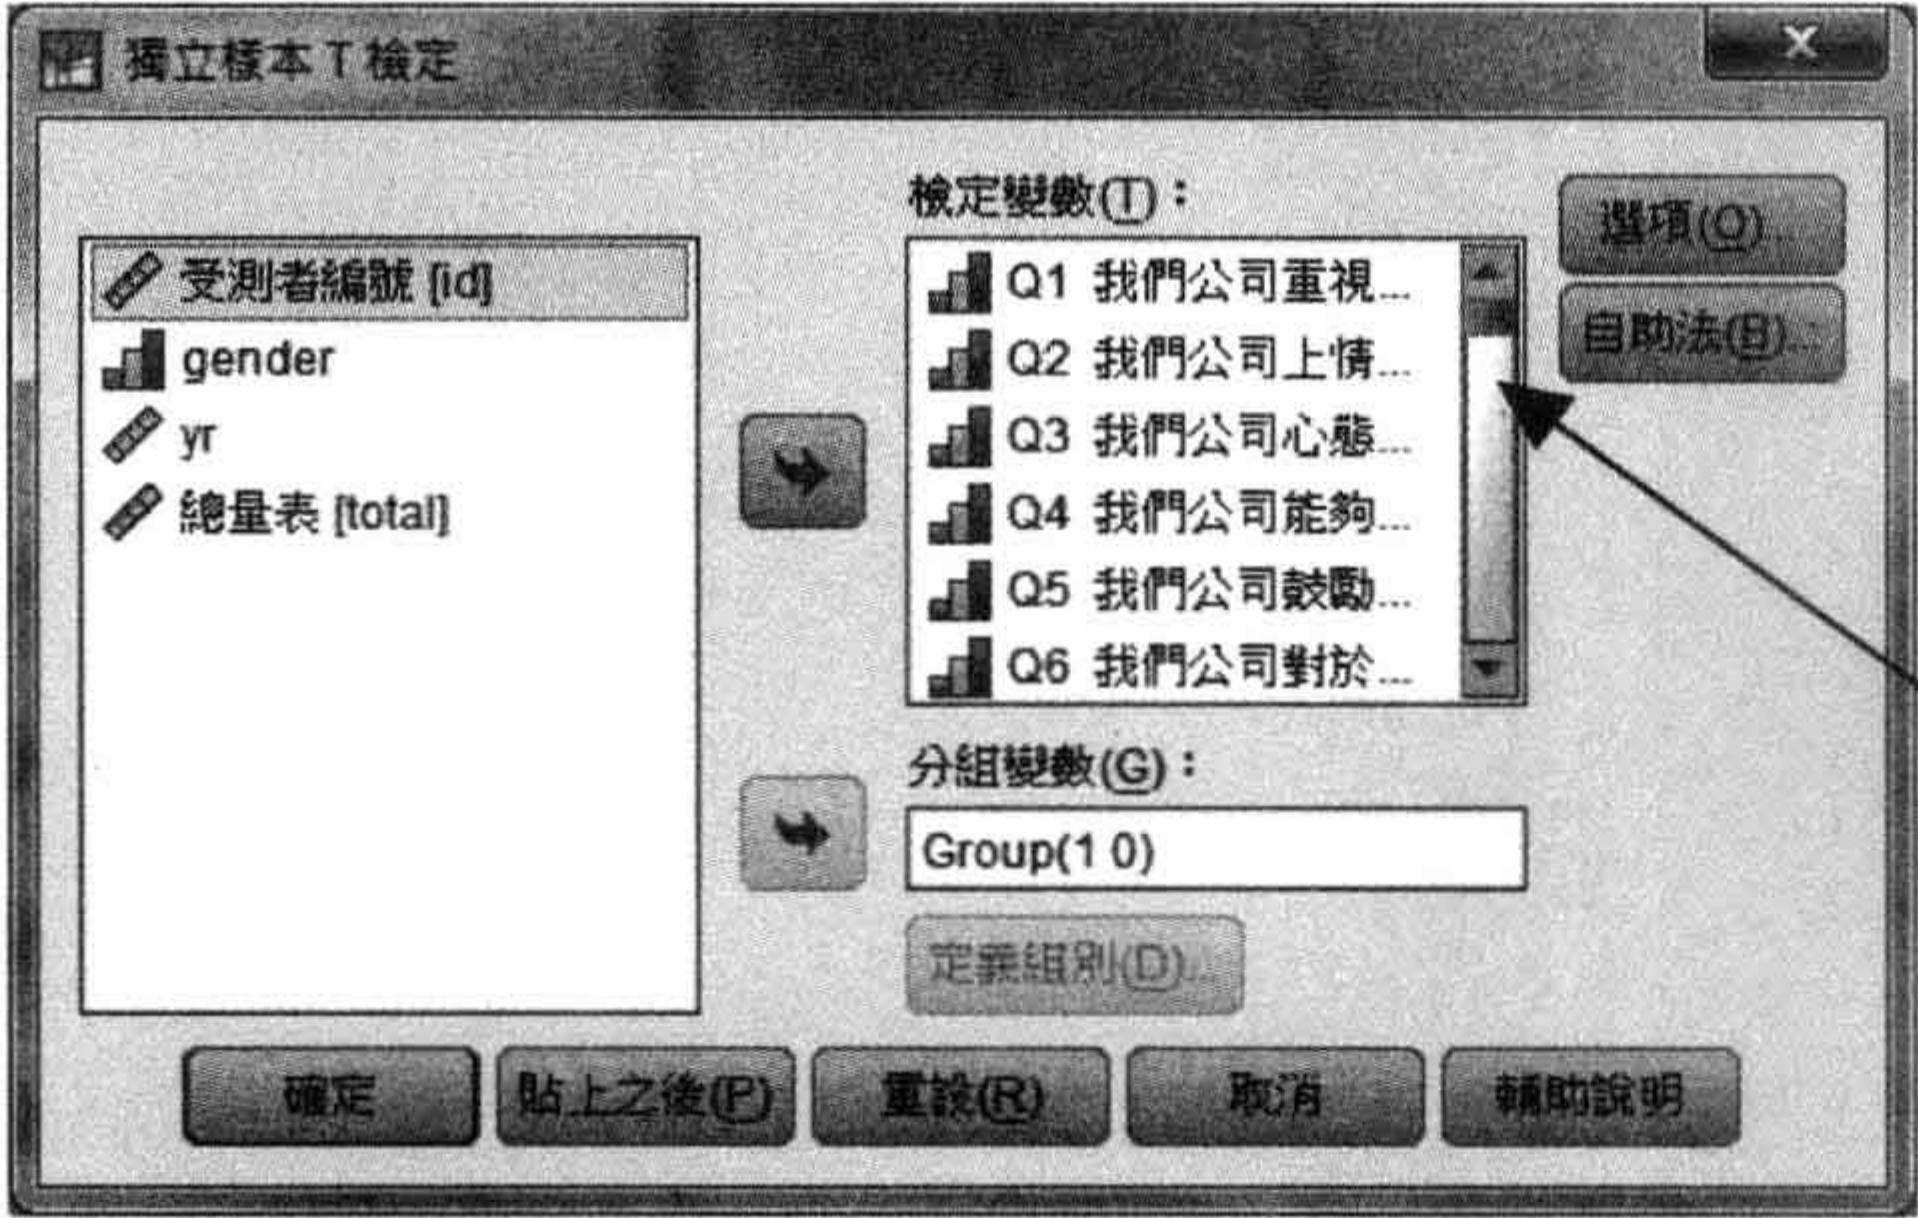 獨立樣本 T 檢定
檢定變數(T)：
選項(O)...
自助法(B)...
受測者編號 [id]
gender
yr
總量表 [total]
Q1 我們公司重視...
Q2 我們公司上情...
Q3 我們公司心態...
Q4 我們公司能夠...
Q5 我們公司鼓勵...
Q6 我們公司對於...
分組變數(G)：
Group(1 0)
定義組別(D)...
確定
貼上之後(P)
重設(R)
取消
輔助說明